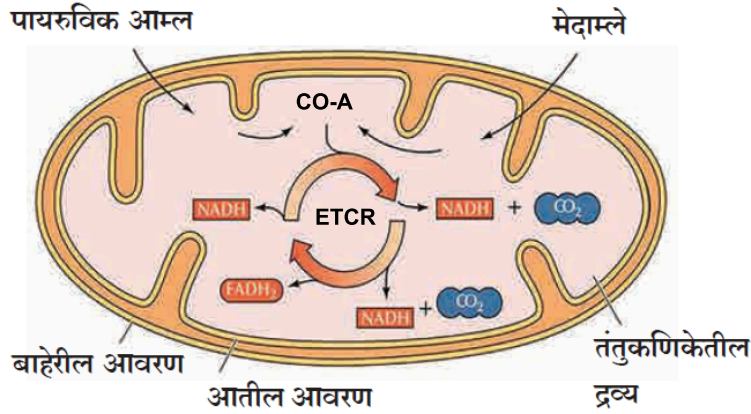 पायरुविक आम्ल
मेदाम्ले
CO-A
NADH
ETCR
NADH + CO₂
FADH₂
NADH + CO₂
बाहेरील आवरण
आतील आवरण
तंतुकणिकेतील
द्रव्य